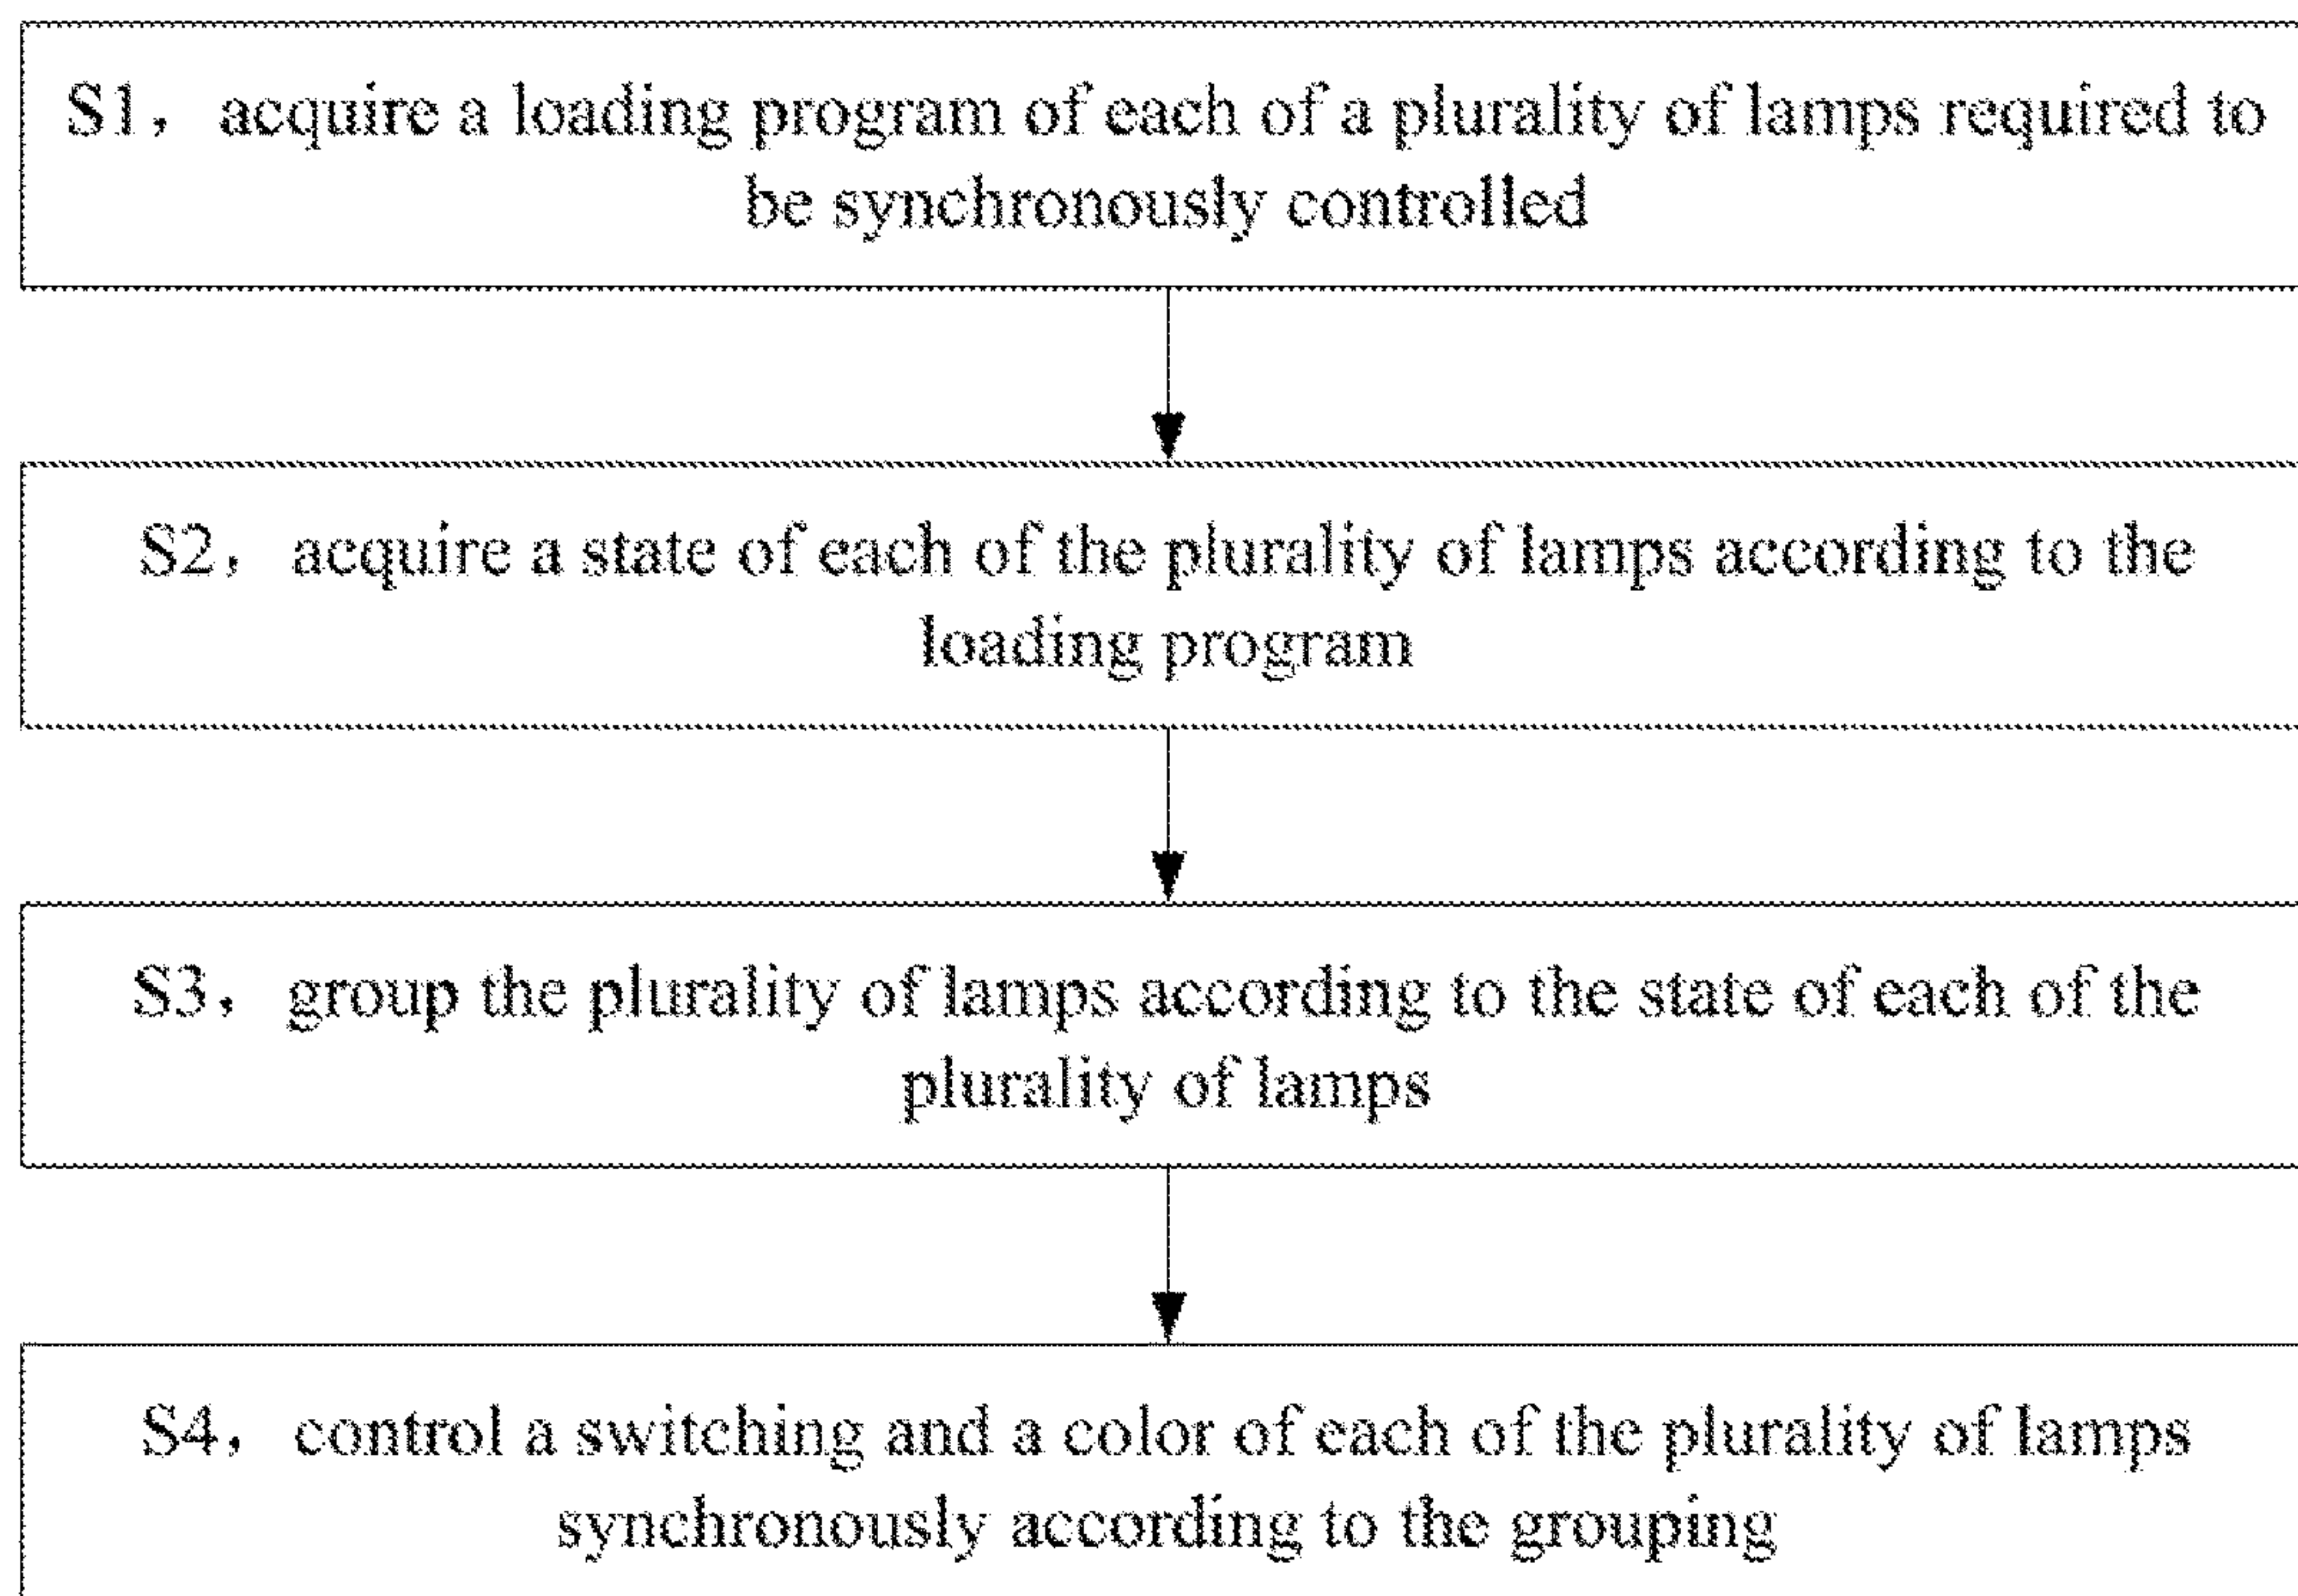 S1, acquire a loading program of each of a plurality of lamps required to
be synchronously controlled
S2, acquire a state of each of the plurality of lamps according to the
loading program
S3, group the plurality of lamps according to the state of each of the
plurality of lamps
S4, control a switching and a color of each of the plurality of lamps
synchronously according to the grouping